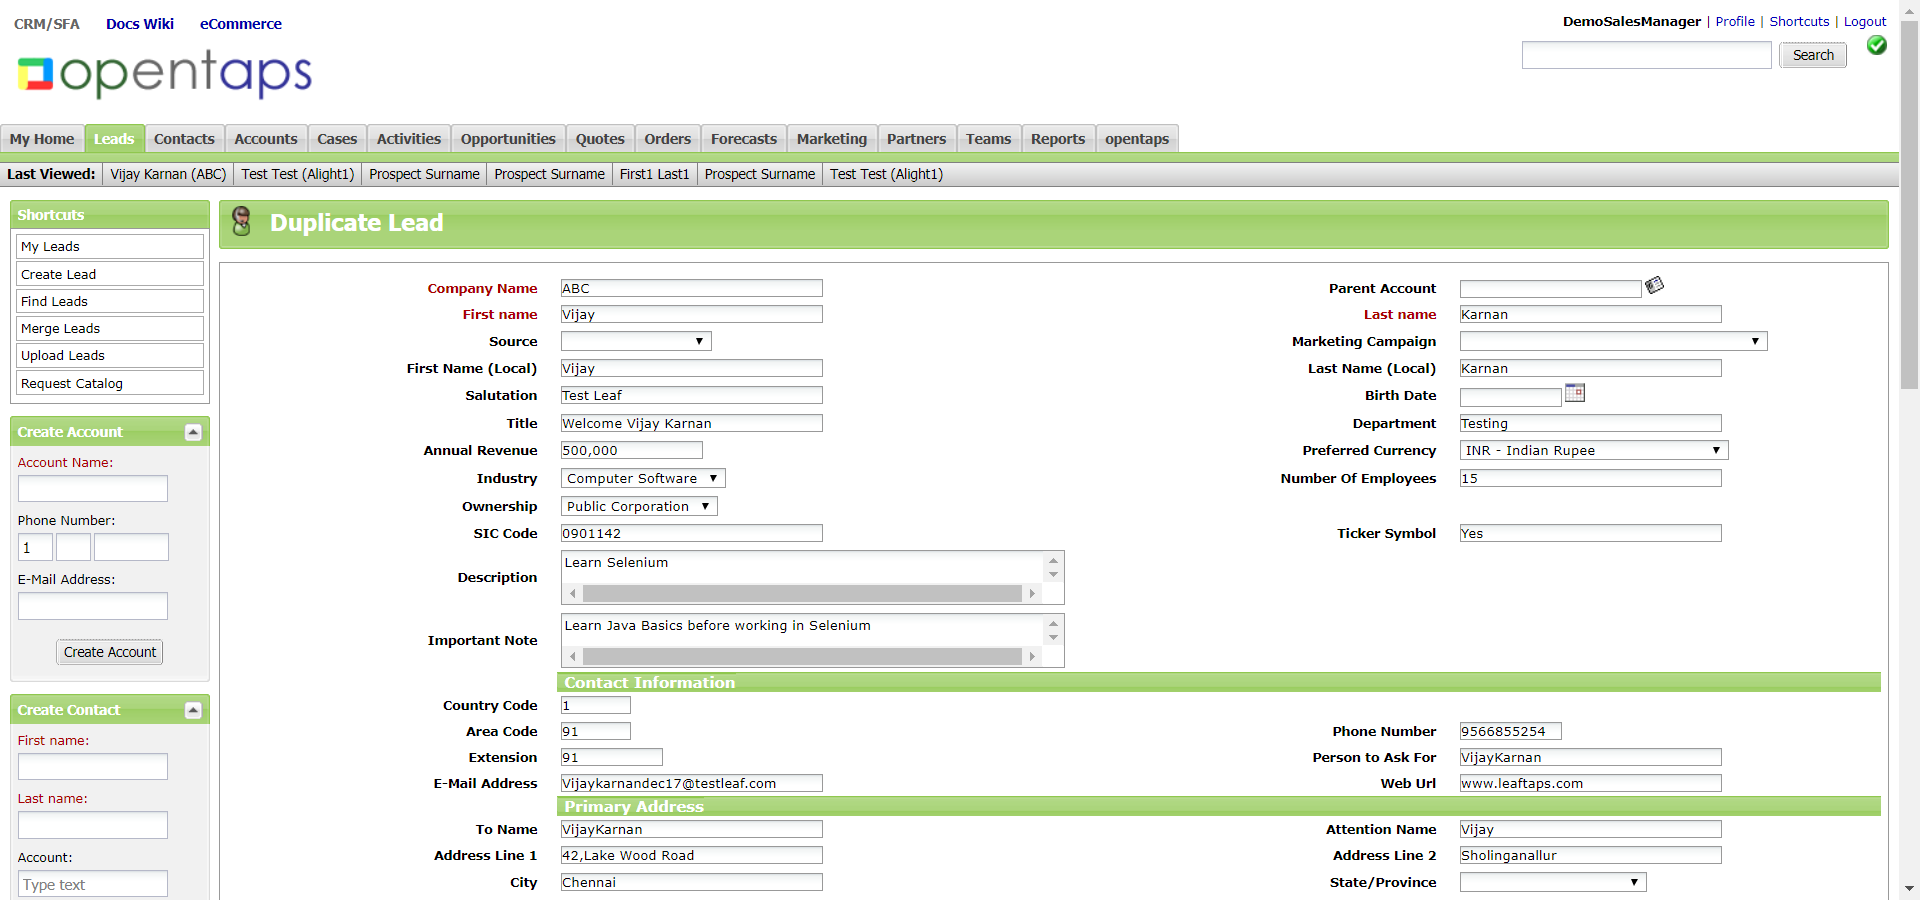 CRM/SFA Docs Wiki eCommerce
DemoSalesManager | Profile | Shortcuts | Logout
Search
opentaps
My Home Leads Contacts Accounts Cases Activities Opportunities Quotes Orders Forecasts Marketing Partners Teams Reports opentaps
Last Viewed: Vijay Karnan (ABC) Test Test (Alight1) Prospect Surname Prospect Surname First1 Last1 Prospect Surname Test Test (Alight1)
Shortcuts
My Leads
Create Lead
Find Leads
Merge Leads
Upload Leads
Request Catalog
Create Account
Account Name:
Phone Number:
1
E-Mail Address:
Create Account
Create Contact
First name:
Last name:
Account:
Type text
Duplicate Lead
Company Name ABC Parent Account
First name Vijay Last name Karnan
Source Marketing Campaign
First Name (Local) Vijay Last Name (Local) Karnan
Salutation Test Leaf Birth Date
Title Welcome Vijay Karnan Department Testing
Annual Revenue 500,000 Preferred Currency INR - Indian Rupee
Industry Computer Software Number Of Employees 15
Ownership Public Corporation
SIC Code 0901142 Ticker Symbol Yes
Description Learn Selenium
Important Note Learn Java Basics before working in Selenium
Contact Information
Country Code 1
Area Code 91 Phone Number 9566855254
Extension 91 Person to Ask For VijayKarnan
E-Mail Address Vijaykarnandec17@testleaf.com Web Url www.leaftaps.com
Primary Address
To Name VijayKarnan Attention Name Vijay
Address Line 1 42,Lake Wood Road Address Line 2 Sholinganallur
City Chennai State/Province